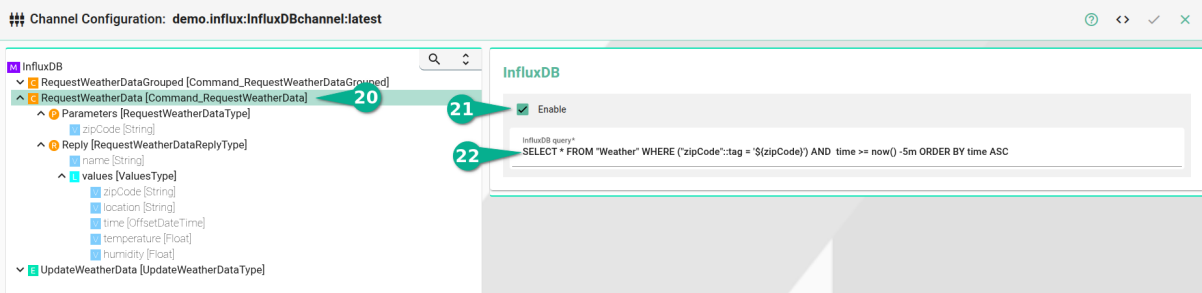 Channel Configuration: demo.influx:InfluxDBchannel:latest
M InfluxDB
C RequestWeatherDataGrouped [Command_RequestWeatherDataGrouped]
C RequestWeatherData [Command_RequestWeatherData]
20
P Parameters [RequestWeatherDataType]
V zipCode [String]
R Reply [RequestWeatherDataReplyType]
V name [String]
L values [ValuesType]
V zipCode [String]
V location [String]
V time [OffsetDateTime]
V temperature [Float]
V humidity [Float]
E UpdateWeatherData [UpdateWeatherDataType]
InfluxDB
21
Enable
InfluxDB query*
22
SELECT * FROM "Weather" WHERE ("zipCode"::tag = '${zipCode}') AND time >= now() -5m ORDER BY time ASC